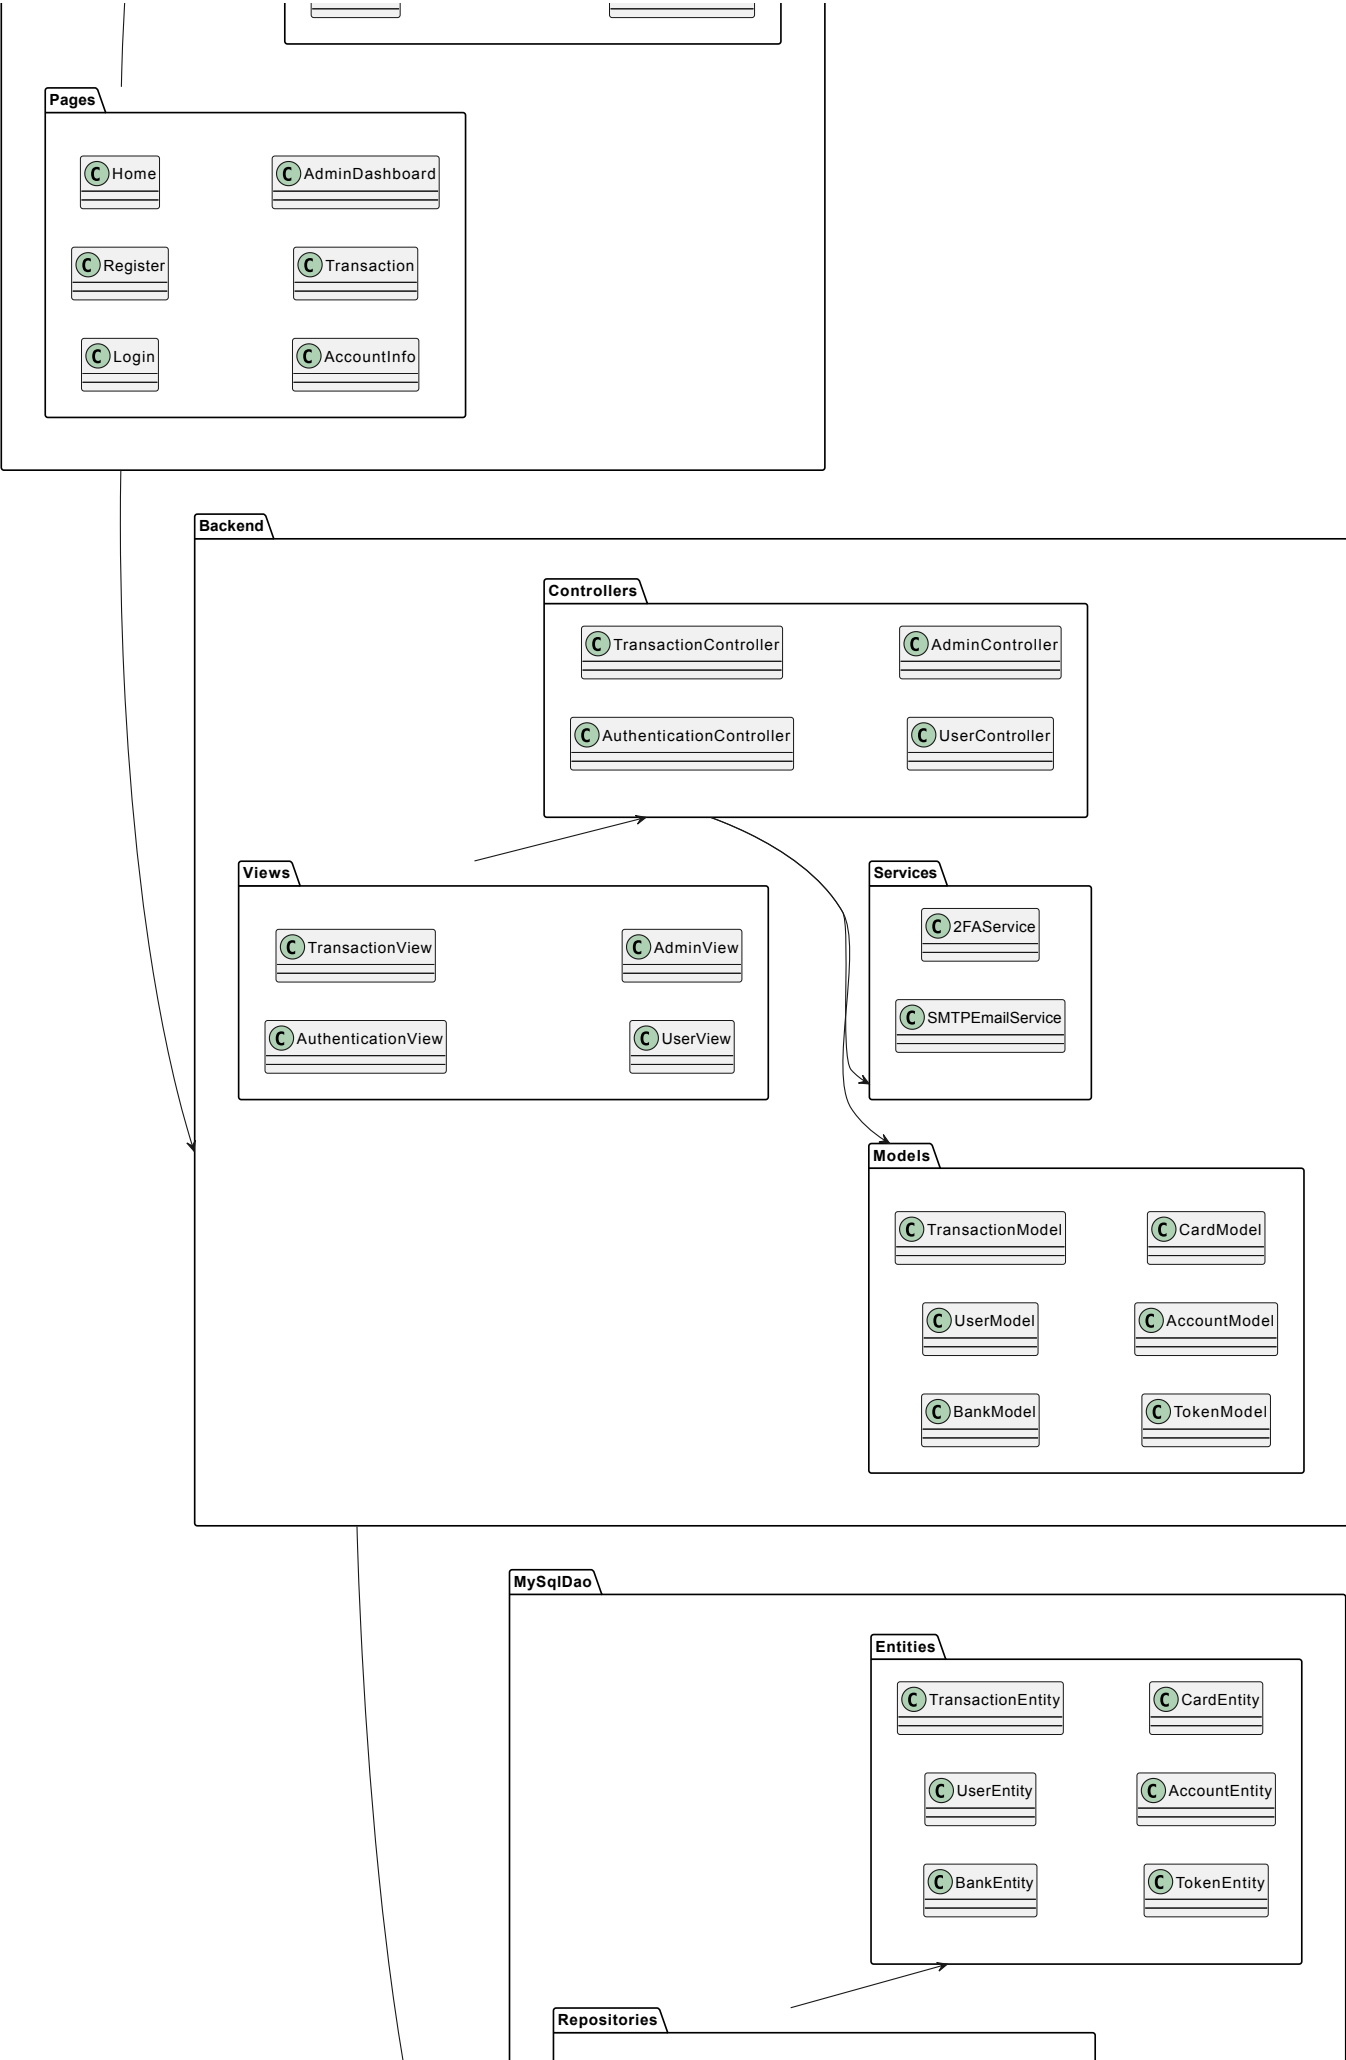 Pages
C Home
C AdminDashboard
C Register
C Transaction
C Login
C AccountInfo
Backend
Controllers
C TransactionController
C AdminController
C AuthenticationController
C UserController
Views
C TransactionView
C AdminView
C AuthenticationView
C UserView
Services
C 2FAService
C SMTPEmailService
Models
C TransactionModel
C CardModel
C UserModel
C AccountModel
C BankModel
C TokenModel
MySqlDao
Entities
C TransactionEntity
C CardEntity
C UserEntity
C AccountEntity
C BankEntity
C TokenEntity
Repositories